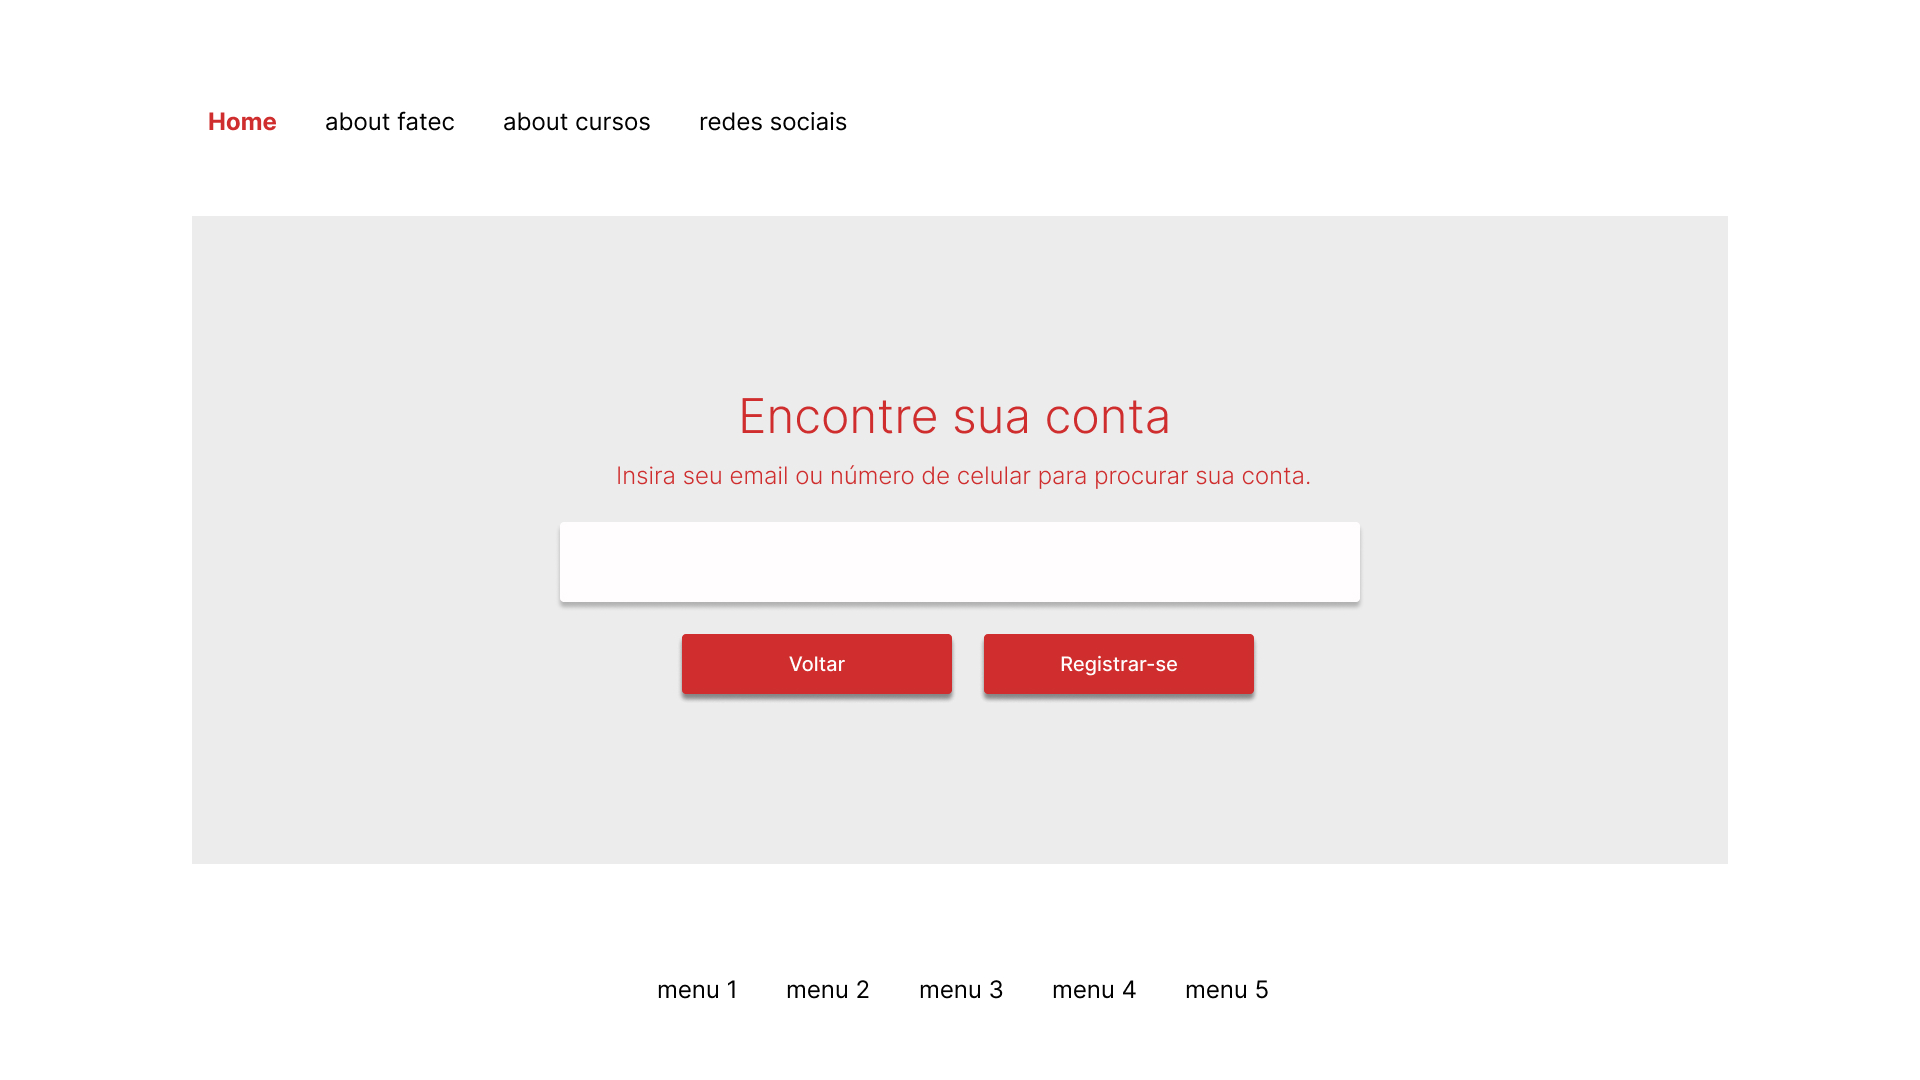 Home about fatec about cursos redes sociais
Encontre sua conta
Insira seu email ou número de celular para procurar sua conta.
Voltar Registrar-se
menu 1 menu 2 menu 3 menu 4 menu 5